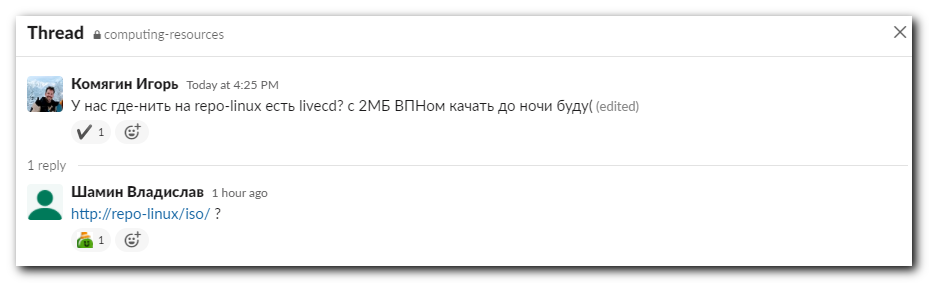 Thread computing-resources
Комягин Игорь Today at 4:25 PM
У нас где-нить на repo-linux есть livecd? с 2МБ ВПНом качать до ночи буду( (edited)
1
1 reply
Шамин Владислав 1 hour ago
http://repo-linux/iso/ ?
1